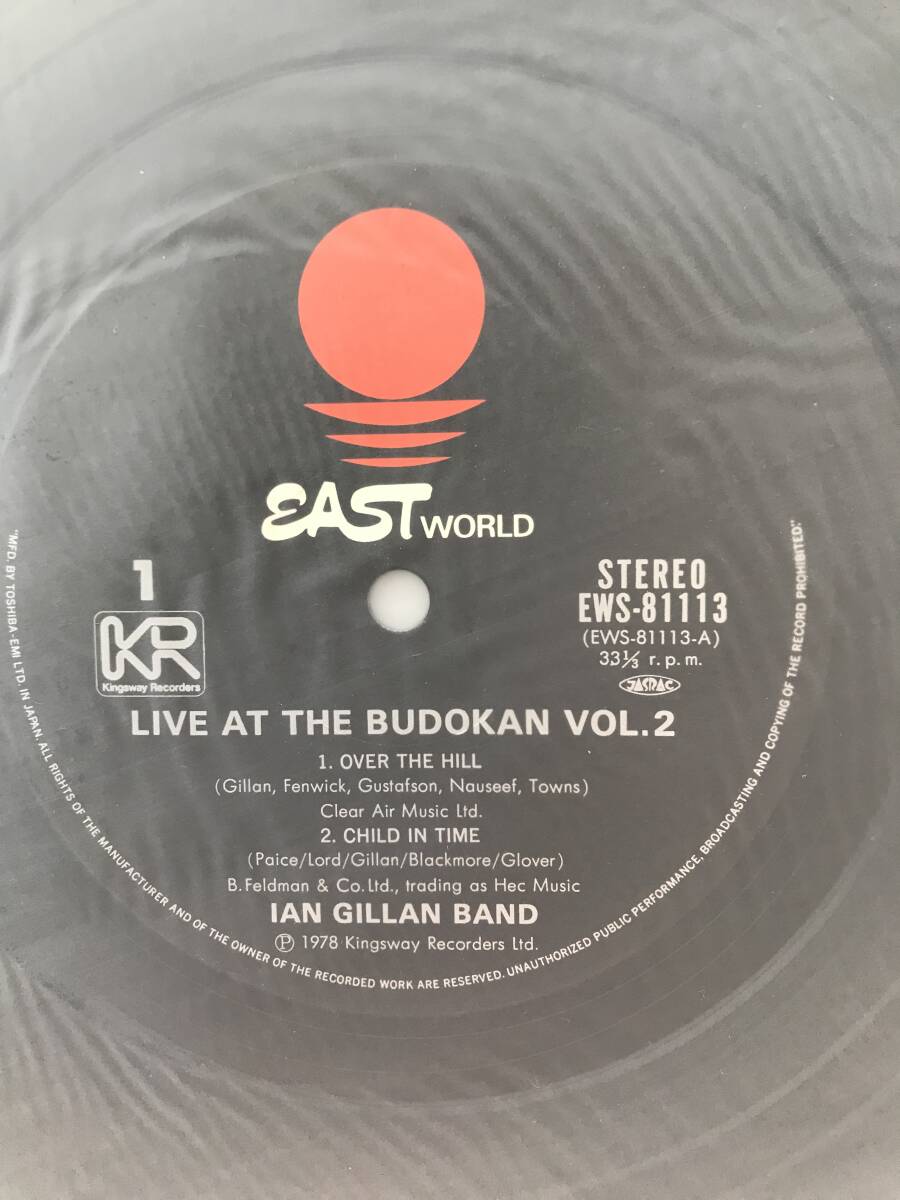 EAST WORLD
1
KR
Kingsway Recorders
STEREO
EWS-81113
(EWS-81113-A)
33⅓ r.p.m.
JASRAC
LIVE AT THE BUDOKAN VOL.2
1. OVER THE HILL
(Gillan, Fenwick, Gustafson, Nauseef, Towns)
Clear Air Music Ltd.
2. CHILD IN TIME
(Paice/Lord/Gillan/Blackmore/Glover)
B.Feldman & Co.Ltd., trading as Hec Music
IAN GILLAN BAND
Ⓟ 1978 Kingsway Recorders Ltd.
"MFD. BY TOSHIBA-EMI LTD. IN JAPAN. ALL RIGHTS OF THE MANUFACTURER AND OF THE OWNER OF THE RECORDED WORK ARE RESERVED. UNAUTHORIZED PUBLIC PERFORMANCE, BROADCASTING AND COPYING OF THE RECORD PROHIBITED."